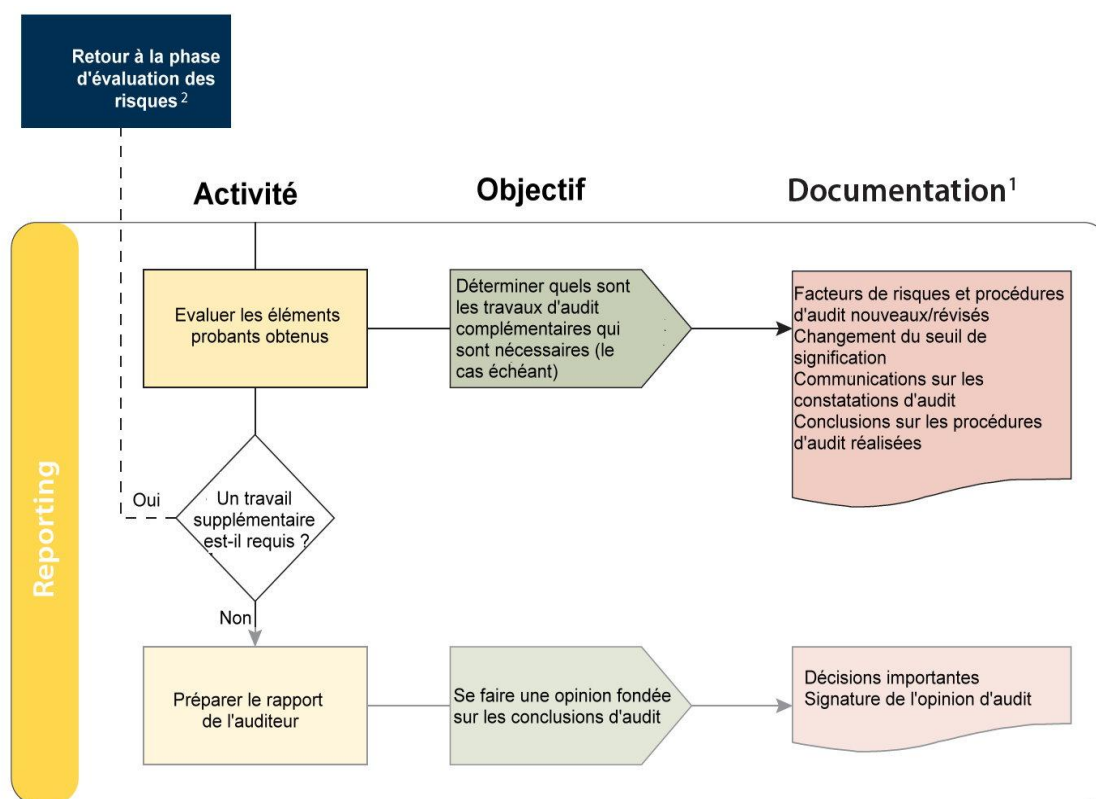 Retour à la phase
d'évaluation des
risques ²
Activité
Objectif
Documentation¹
Reporting
Evaluer les éléments
probants obtenus
Déterminer quels sont
les travaux d'audit
complémentaires qui
sont nécessaires (le
cas échéant)
Facteurs de risques et procédures
d'audit nouveaux/révisés
Changement du seuil de
signification
Communications sur les
constatations d'audit
Conclusions sur les procédures
d'audit réalisées
Oui
Un travail
supplémentaire
est-il requis ?
Non
Préparer le rapport
de l'auditeur
Se faire une opinion fondée
sur les conclusions d'audit
Décisions importantes
Signature de l'opinion d'audit